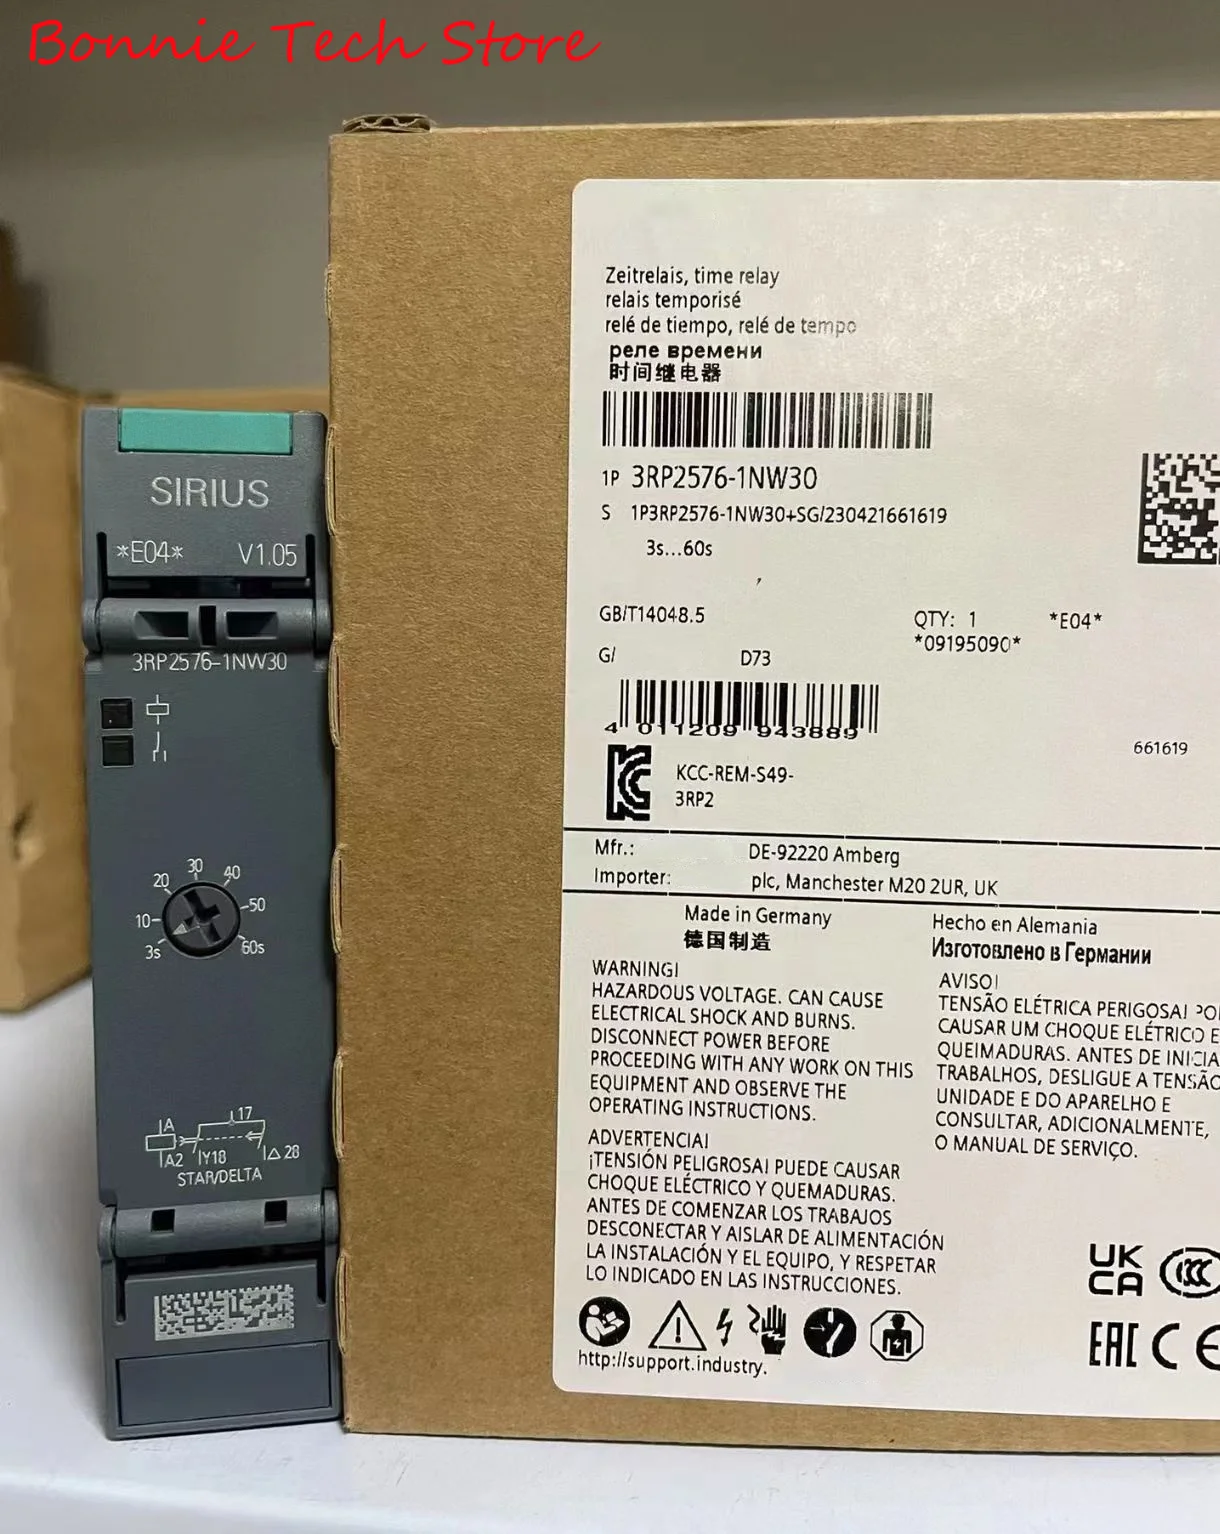 Bonnie Tech Store
SIRIUS
*E04* V1.05
3RP2576-1NW30
30
20 40
10 50
3s 60s
17
A
A2 Y18 △ 28
STAR/DELTA
Zeitrelais, time relay
relais temporisé
relé de tiempo, relé de tempo
реле времени
时间继电器
1P 3RP2576-1NW30
S 1P3RP2576-1NW30+SG/230421661619
3s...60s
GB/T14048.5
QTY: 1 *E04*
*09195090*
G/ D73
4 011209 943889
661619
KCC-REM-S49-
3RP2
Mfr.: DE-92220 Amberg
Importer: plc, Manchester M20 2UR, UK
Made in Germany
德国制造
Hecho en Alemania
Изготовлено в Германии
WARNING!
HAZARDOUS VOLTAGE. CAN CAUSE
ELECTRICAL SHOCK AND BURNS.
DISCONNECT POWER BEFORE
PROCEEDING WITH ANY WORK ON THIS
EQUIPMENT AND OBSERVE THE
OPERATING INSTRUCTIONS.
AVISO!
TENSÃO ELÉTRICA PERIGOSA!
CAUSAR UM CHOQUE ELÉTRICO E
QUEIMADURAS. ANTES DE
TRABALHOS, DESLIGUE A TENSÃO
UNIDADE E DO APARELHO E
CONSULTAR, ADICIONALMENTE,
O MANUAL DE SERVIÇO.
ADVERTENCIA!
¡TENSIÓN PELIGROSA! PUEDE CAUSAR
CHOQUE ELÉCTRICO Y QUEMADURAS.
ANTES DE COMENZAR LOS TRABAJOS
DESCONECTAR Y AISLAR DE ALIMENTACIÓN
LA INSTALACIÓN Y EL EQUIPO, Y RESPETAR
LO INDICADO EN LAS INSTRUCCIONES.
http://support.industry.
UK
CA
CCC
EAC CE